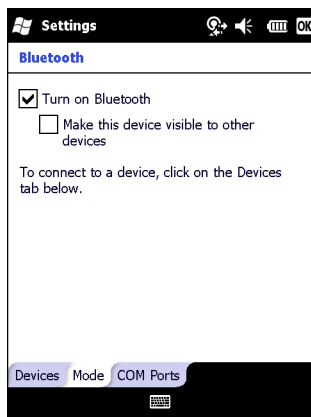 Settings
OK
Bluetooth
Turn on Bluetooth
Make this device visible to other
devices
To connect to a device, click on the Devices
tab below.
Devices Mode COM Ports